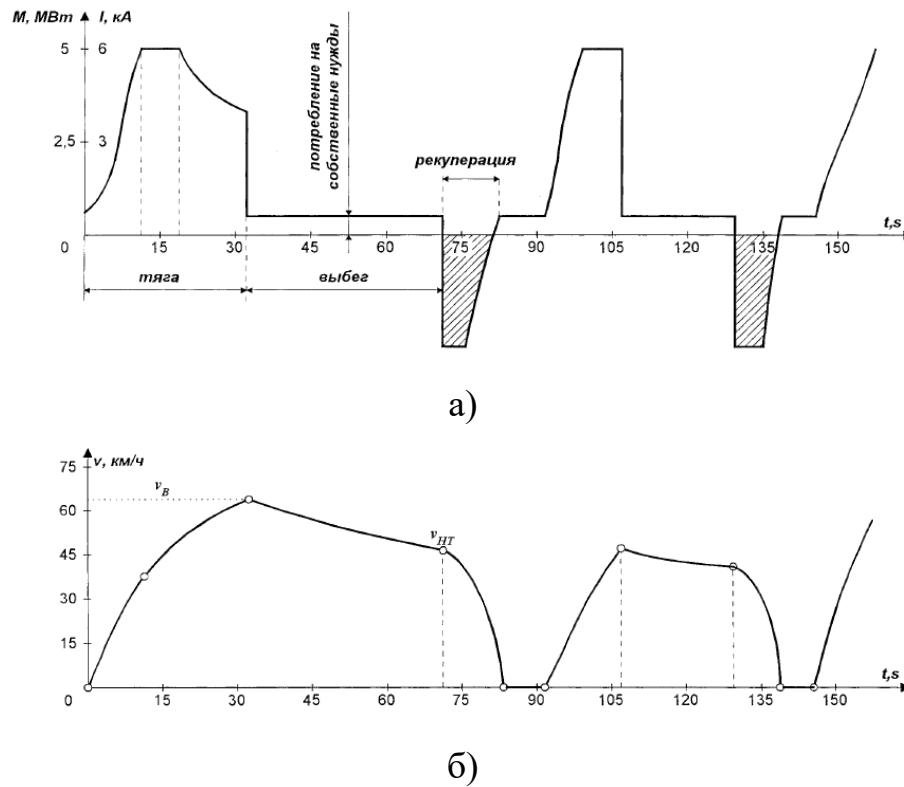 М, МВт I, кА
5 6
потребление на
собственные нужды
2,5 3
рекуперация
t,s
0 15 30 45 60 75 90 105 120 135 150
тяга выбег
а)
v, км/ч
75
v_B
60
v_HT
45
30
15
t,s
0 15 30 45 60 75 90 105 120 135 150
б)